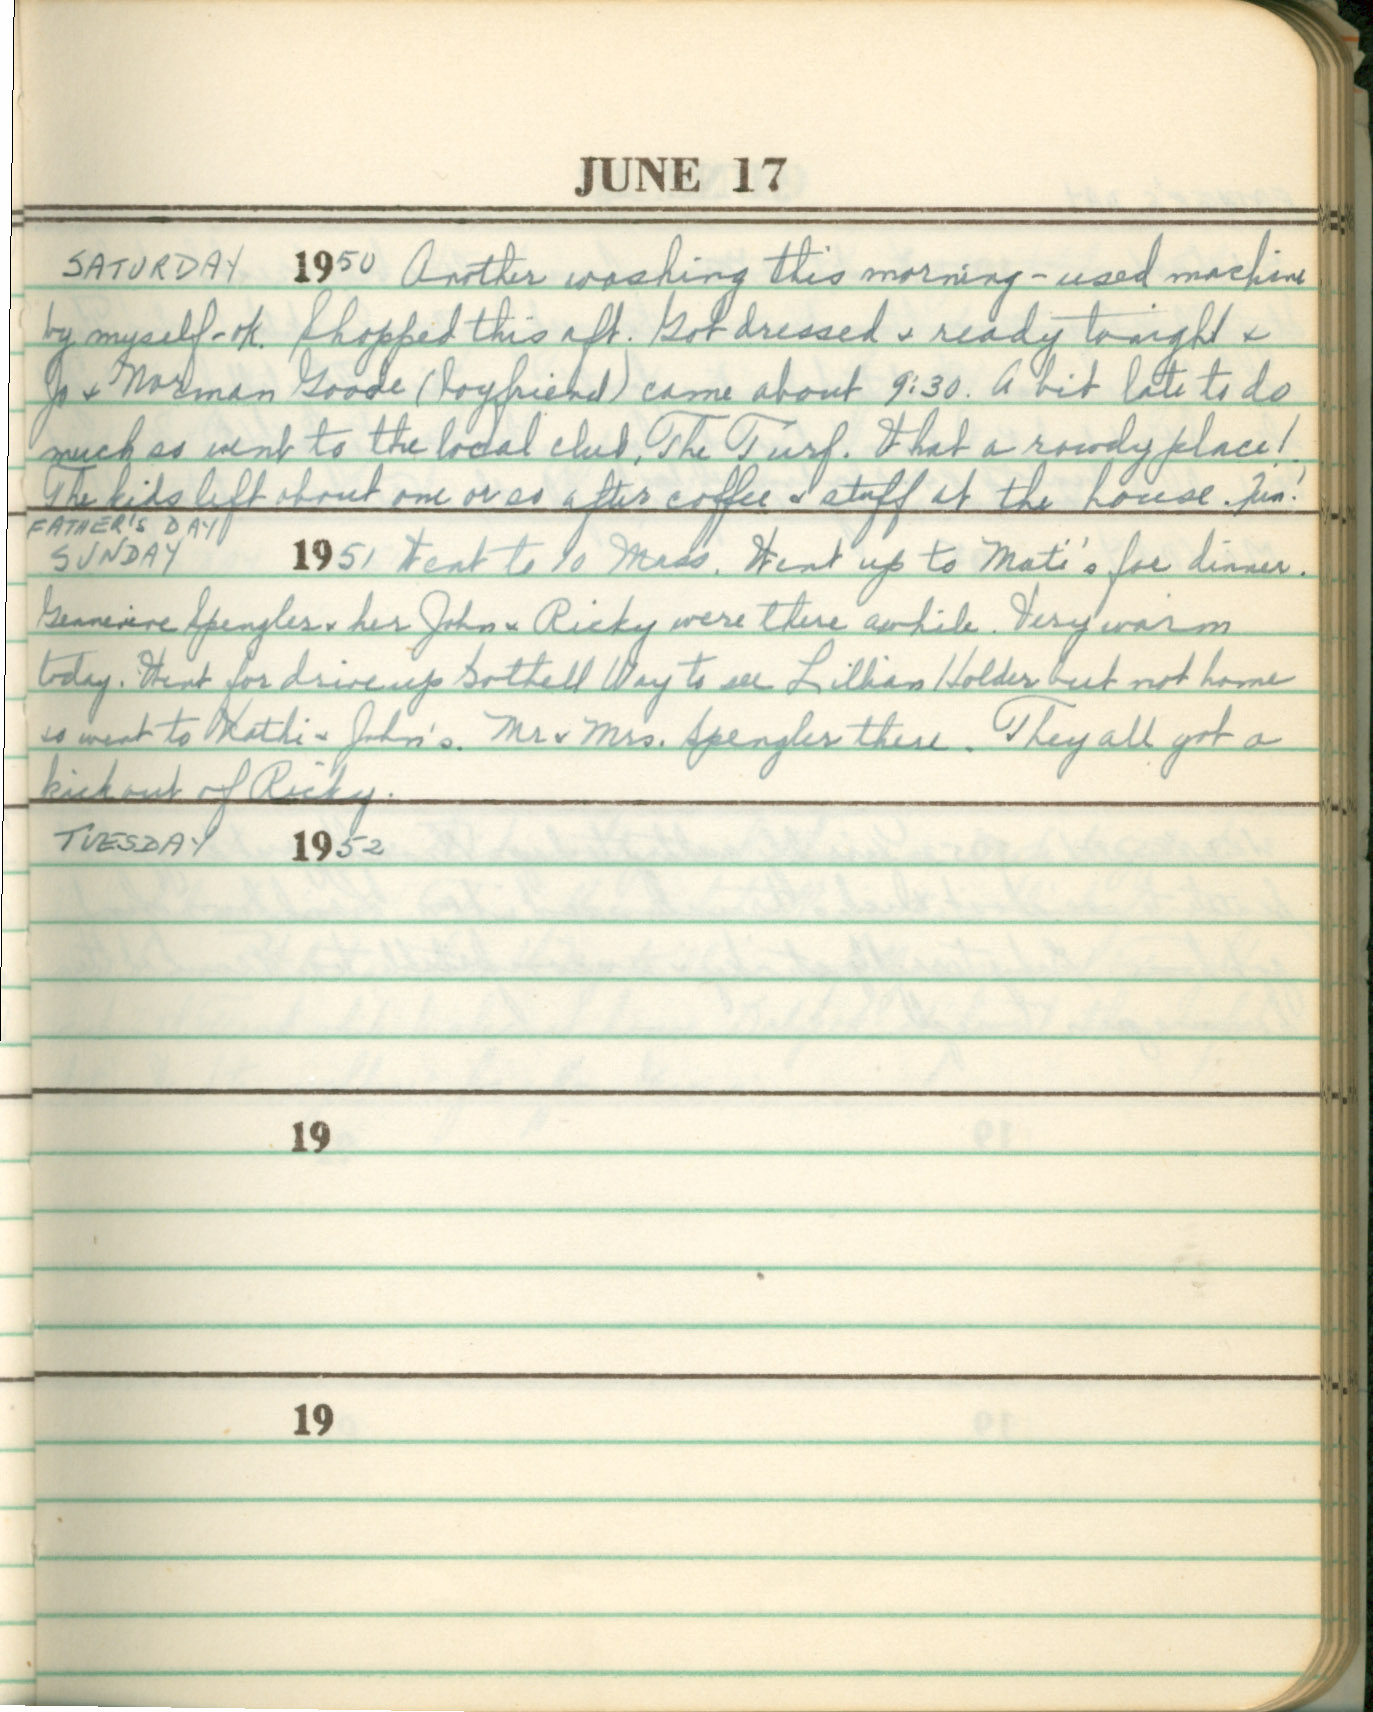 JUNE 17
SATURDAY 1950 Another washing this morning - used machine
by myself - ok. Shopped this aft. Got dressed & ready tonight &
Jo & Norman Goode (boyfriend) came about 9:30. A bit late to do
much so went to the local club, The Turf. What a rowdy place!
The kids left about one or so after coffee & stuff at the house. Fun!
FATHER'S DAY
SUNDAY 1951 Went to 10 Mass. Went up to Mati's for dinner.
Genevieve Spengler & her John & Ricky were there awhile. Very warm
today. Went for drive up Bothell Way to see Lillian Holder but not home
so went to Kathi & John's. Mr & Mrs. Spengler there. They all got a
kick out of Ricky.
TUESDAY 1952
19
19